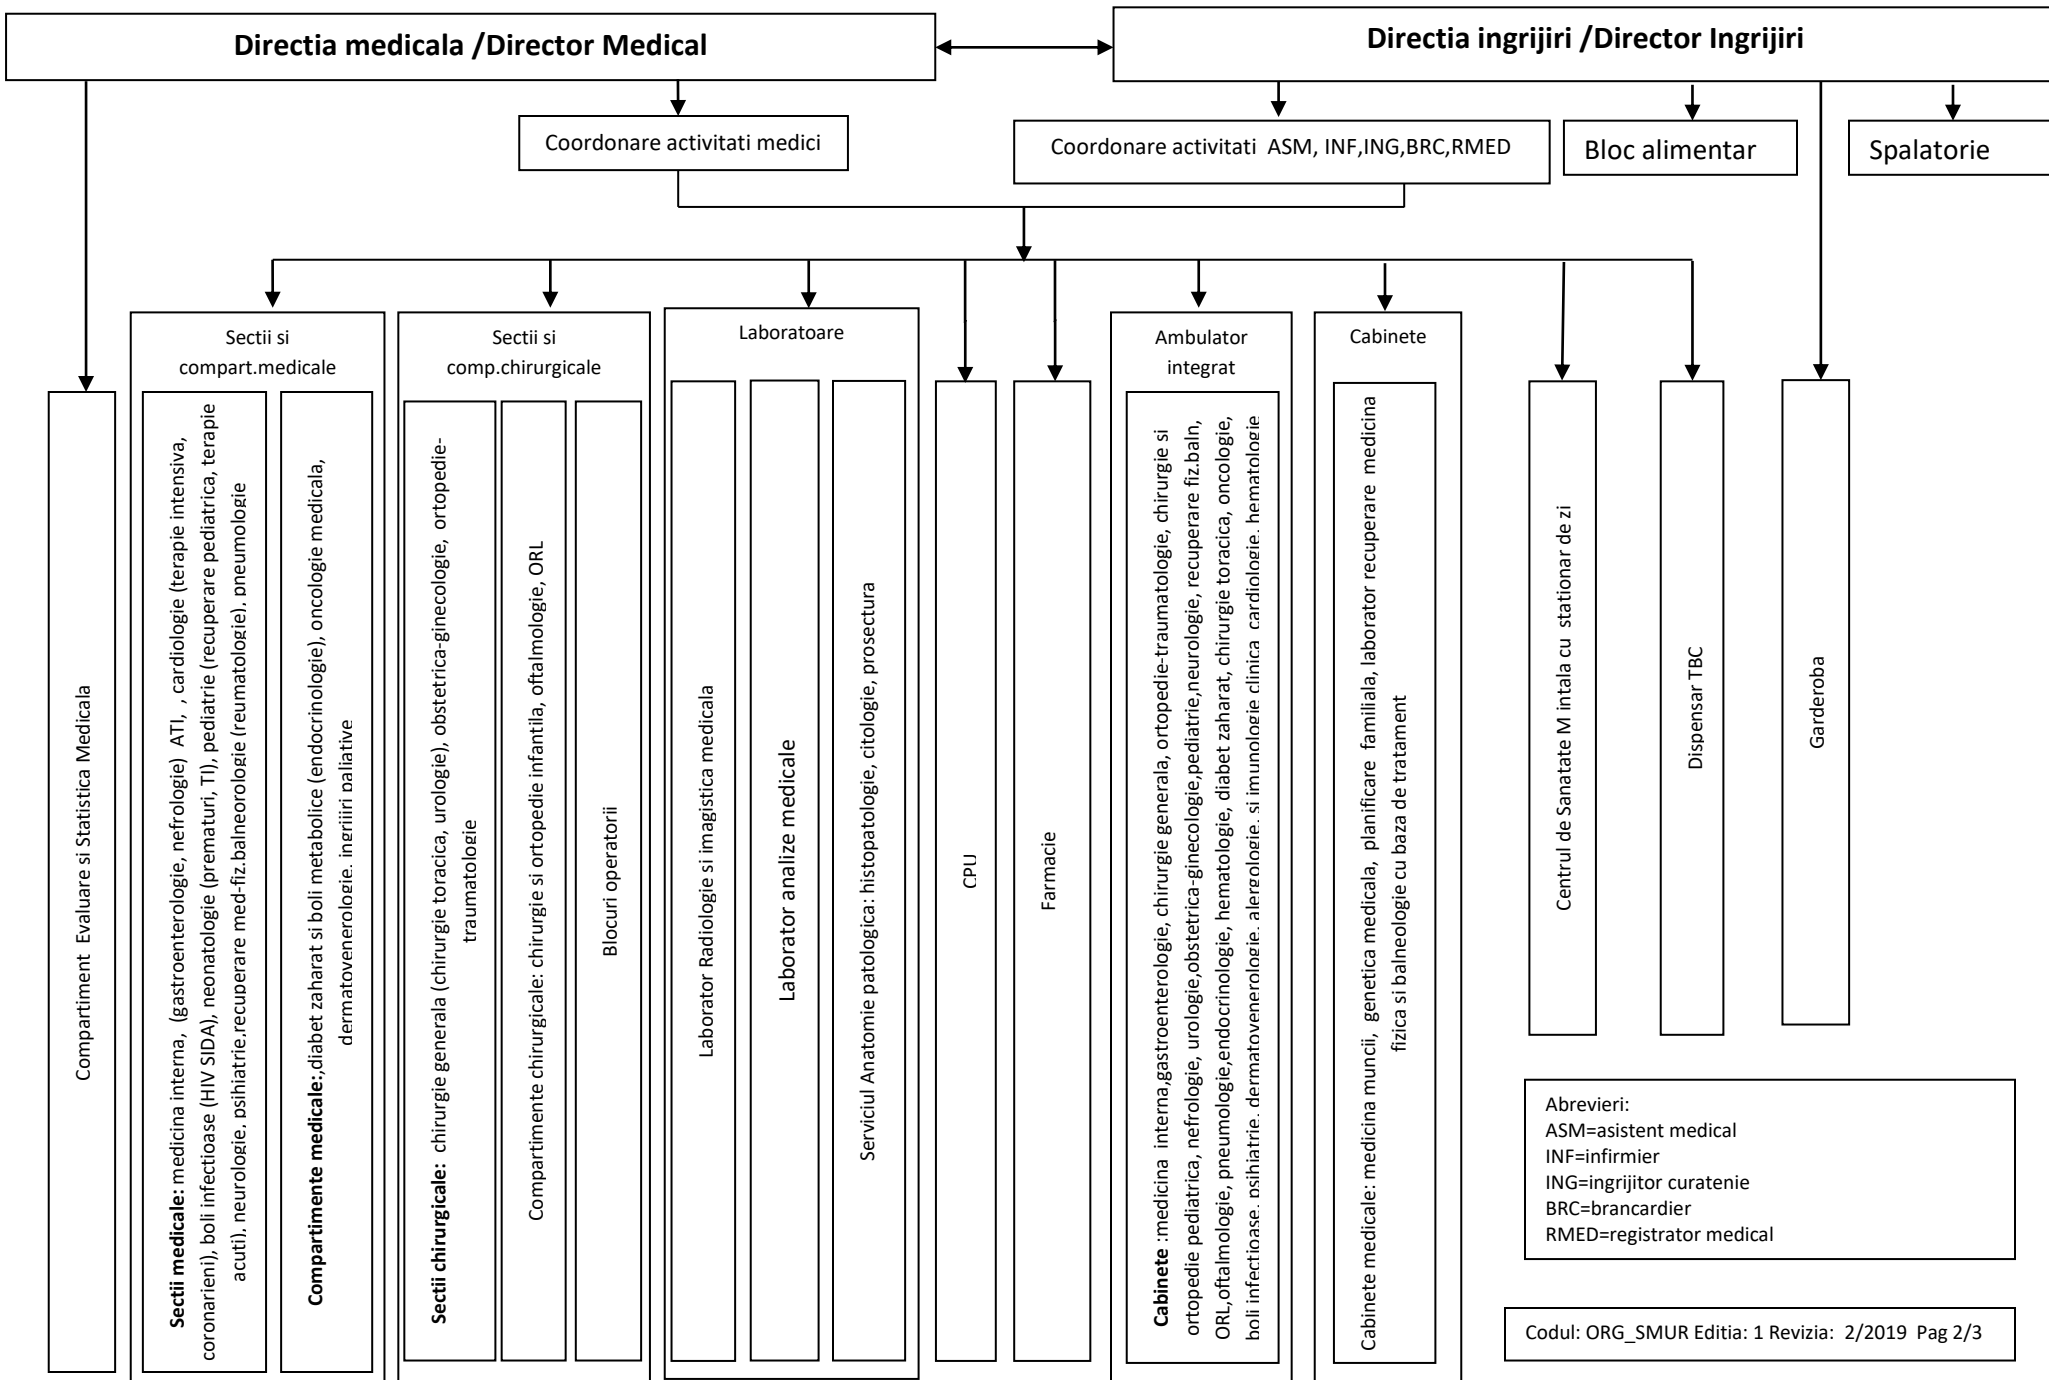 Directia medicala /Director Medical
Directia ingrijiri /Director Ingrijiri
Coordonare activitati medici
Coordonare activitati  ASM, INF,ING,BRC,RMED
Bloc alimentar
Spalatorie
Compartiment  Evaluare si Statistica Medicala
Sectii si
compart.medicale
Sectii medicale: medicina interna, (gastroenterologie, nefrologie)  ATI, , cardiologie (terapie intensiva,
coronarieni), boli infectioase (HIV SIDA), neonatologie (prematuri, TI), pediatrie (recuperare pediatrica, terapie
acuti), neurologie, psihiatrie,recuperare med-fiz.balneorologie (reumatologie), pneumologie
Compartimente medicale:,diabet zaharat si boli metabolice (endocrinologie), oncologie medicala,
dermatovenerologie, ingrijiri paliative
Sectii si
comp.chirurgicale
Sectii chirurgicale:  chirurgie generala (chirurgie toracica, urologie), obstetrica-ginecologie,  ortopedie-
traumatologie
Compartimente chirurgicale: chirurgie si ortopedie infantila, oftalmologie, ORL
Blocuri operatorii
Laboratoare
Laborator Radiologie si imagistica medicala
Laborator analize medicale
Serviciul Anatomie patologica: histopatologie, citologie, prosectura
CPU
Farmacie
Ambulator
integrat
Cabinete :medicina  interna,gastroenterologie, chirurgie generala, ortopedie-traumatologie, chirurgie si
ortopedie pediatrica, nefrologie, urologie,obstetrica-ginecologie,pediatrie,neurologie, recuperare fiz.baln,
ORL,oftalmologie, pneumologie,endocrinologie, hematologie, diabet zaharat, chirurgie toracica, oncologie,
boli infectioase, psihiatrie, dermatovenerologie, alergologie, si imunologie clinica, cardiologie, hematologie
Cabinete
Cabinete medicale: medicina muncii,  genetica medicala,  planificare  familiala, laborator recuperare medicina
fizica si balneologie cu baza de tratament
Centrul de Sanatate M intala cu  stationar de zi
Dispensar TBC
Garderoba
Abrevieri:
ASM=asistent medical
INF=infirmier
ING=ingrijitor curatenie
BRC=brancardier
RMED=registrator medical
Codul: ORG_SMUR Editia: 1 Revizia:  2/2019  Pag 2/3